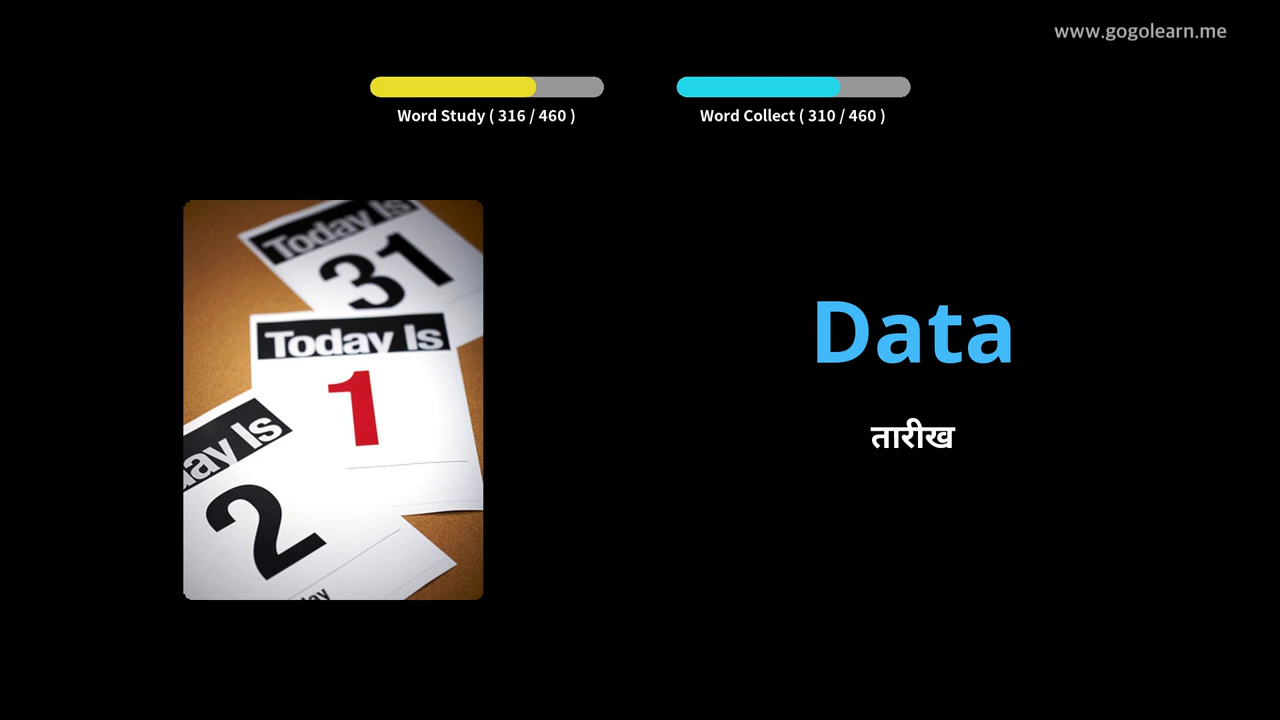 www.gogolearn.me
Word Study ( 316 / 460 )
Word Collect ( 310 / 460 )
Today Is
31
Today Is
1
ay Is
2
Data
तारीख